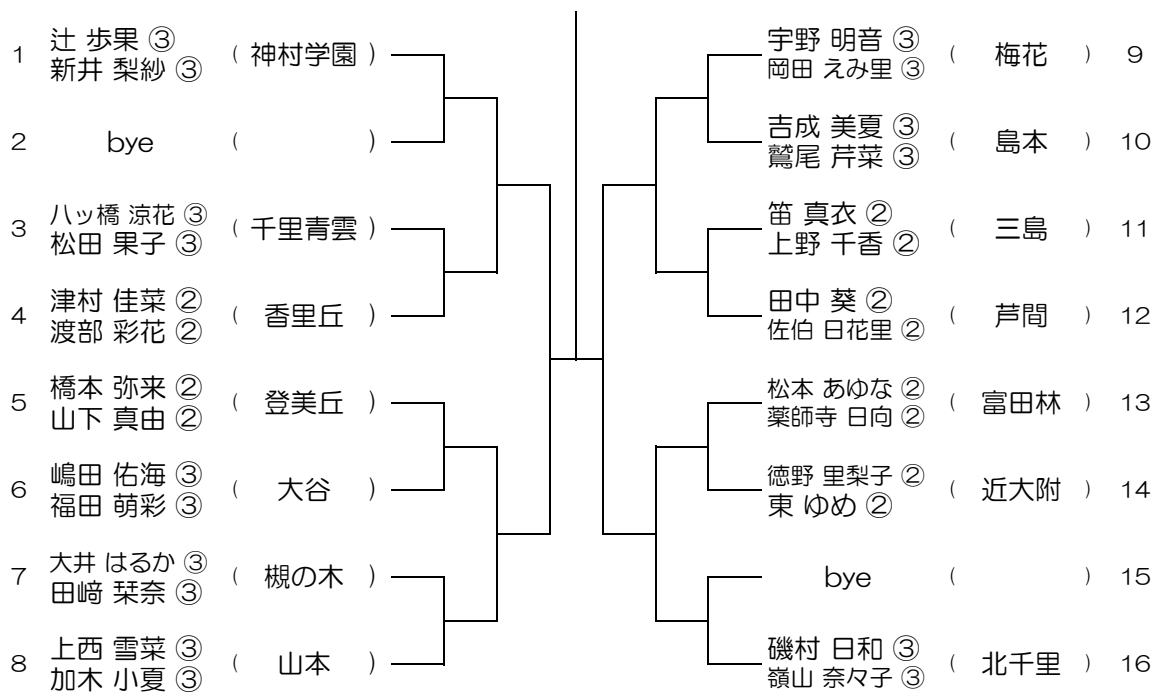 1 辻 歩果 ③ ( 神村学園 )
新井 梨紗 ③
2 bye ( )
3 八ッ橋 涼花 ③ ( 千里青雲 )
松田 果子 ③
4 津村 佳菜 ② ( 香里丘 )
渡部 彩花 ②
5 橋本 弥来 ② ( 登美丘 )
山下 真由 ②
6 嶋田 佑海 ③ ( 大谷 )
福田 萌彩 ③
7 大井 はるか ③ ( 槻の木 )
田﨑 栞奈 ③
8 上西 雪菜 ③ ( 山本 )
加木 小夏 ③
宇野 明音 ③ ( 梅花 ) 9
岡田 えみ里 ③
吉成 美夏 ③ ( 島本 ) 10
鷲尾 芹菜 ③
笛 真衣 ② ( 三島 ) 11
上野 千香 ②
田中 葵 ② ( 芦間 ) 12
佐伯 日花里 ②
松本 あゆな ② ( 富田林 ) 13
薬師寺 日向 ②
徳野 里梨子 ② ( 近大附 ) 14
東 ゆめ ②
bye ( ) 15
磯村 日和 ③ ( 北千里 ) 16
嶺山 奈々子 ③